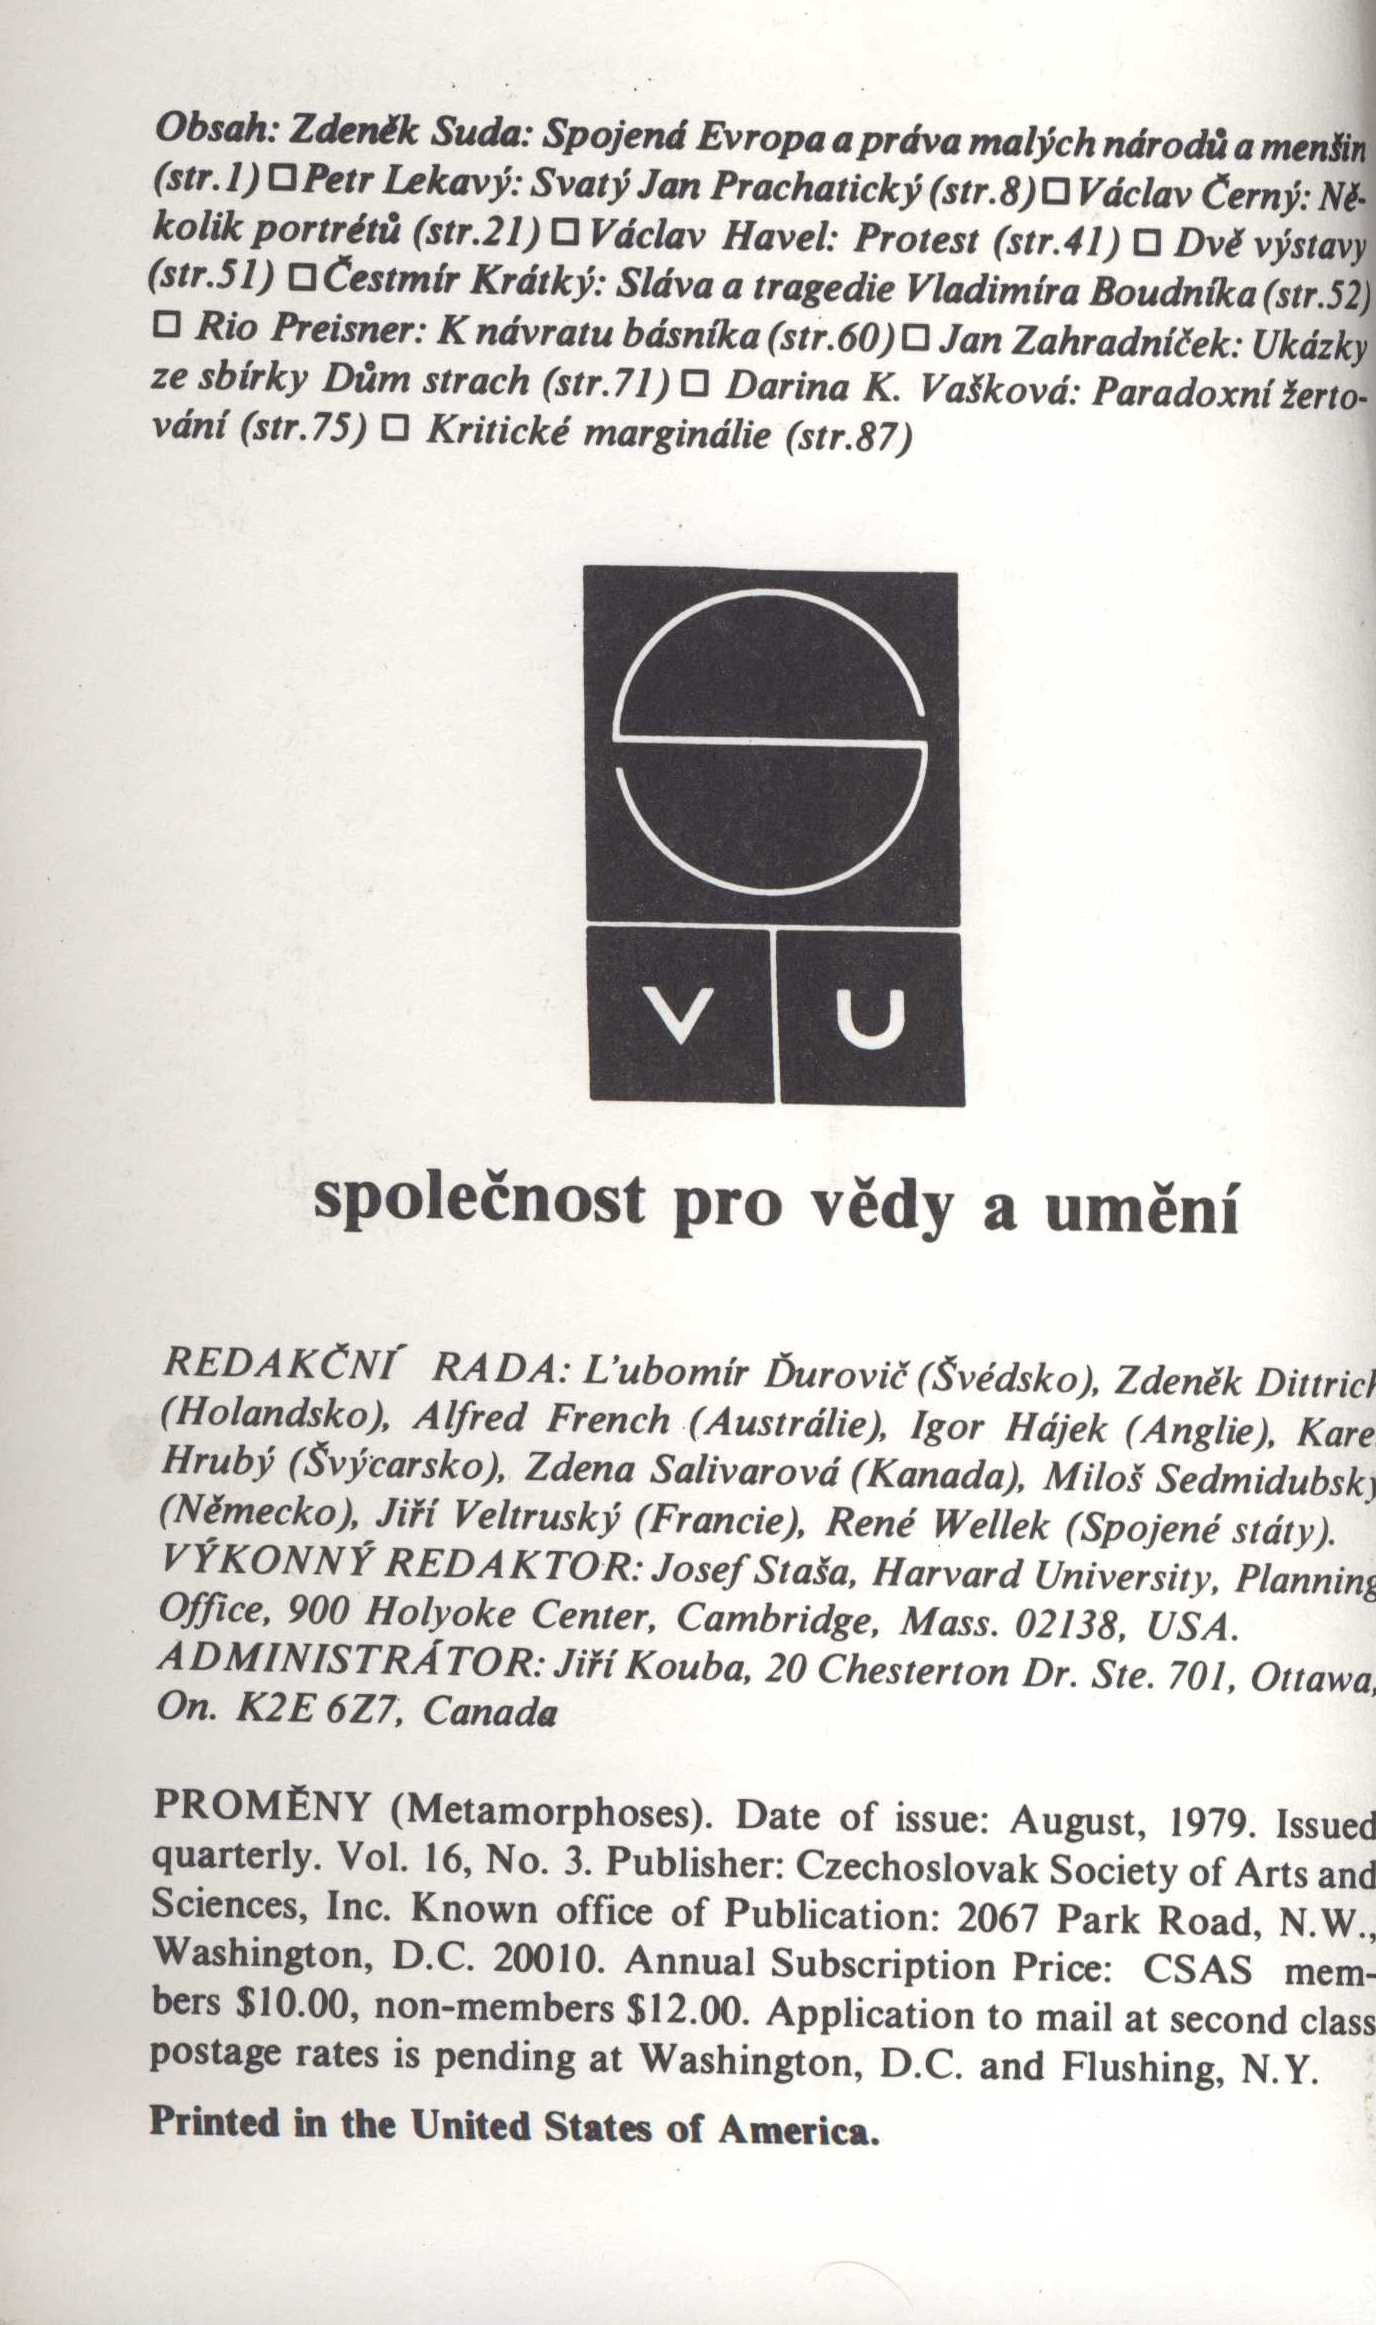 Obsah: Zdeněk Suda: Spojená Evropa a práva malých národů a menšin
(str.1) □ Petr Lekavý: Svatý Jan Prachatický (str.8) □ Václav Černý: Ně-
kolik portrétů (str.21) □ Václav Havel: Protest (str.41) □ Dvě výstavy
(str.51) □ Čestmír Krátký: Sláva a tragedie Vladimíra Boudníka (str.52)
□ Rio Preisner: K návratu básníka (str.60) □ Jan Zahradníček: Ukázky
ze sbírky Dům strach (str.71) □ Darina K. Vašková: Paradoxní žerto-
vání (str.75) □ Kritické marginálie (str.87)
S
V U
společnost pro vědy a umění
REDAKČNÍ RADA: L'ubomír Ďurovič (Švédsko), Zdeněk Dittrich
(Holandsko), Alfred French (Austrálie), Igor Hájek (Anglie), Karel
Hrubý (Švýcarsko), Zdena Salivarová (Kanada), Miloš Sedmidubský
(Německo), Jiří Veltruský (Francie), René Wellek (Spojené státy).
VÝKONNÝ REDAKTOR: Josef Staša, Harvard University, Planning
Office, 900 Holyoke Center, Cambridge, Mass. 02138, USA.
ADMINISTRÁTOR: Jiří Kouba, 20 Chesterton Dr. Ste. 701, Ottawa,
On. K2E 6Z7, Canada
PROMĚNY (Metamorphoses). Date of issue: August, 1979. Issued
quarterly. Vol. 16, No. 3. Publisher: Czechoslovak Society of Arts and
Sciences, Inc. Known office of Publication: 2067 Park Road, N.W.,
Washington, D.C. 20010. Annual Subscription Price: CSAS mem-
bers $10.00, non-members $12.00. Application to mail at second class
postage rates is pending at Washington, D.C. and Flushing, N.Y.
Printed in the United States of America.